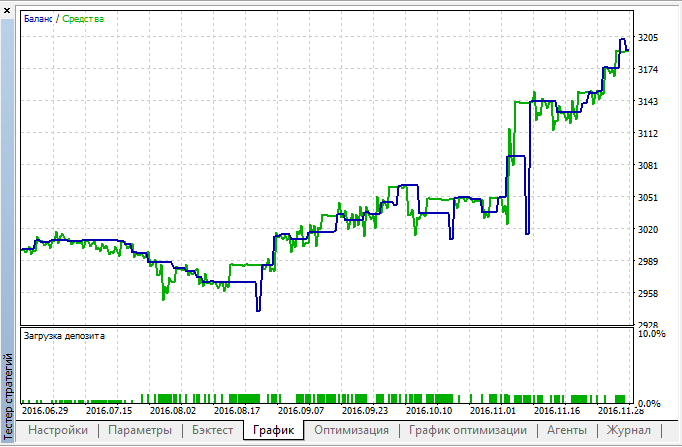 Баланс / Средства
3205
3174
3143
3112
3081
3051
3020
2989
2958
2928
Загрузка депозита
10.0%
0.0%
2016.06.29 2016.07.15 2016.08.02 2016.08.17 2016.09.07 2016.09.23 2016.10.10 2016.11.01 2016.11.16 2016.11.28
Тестер стратегий
Настройки Параметры Бэктест График Оптимизация График оптимизации Агенты Журнал